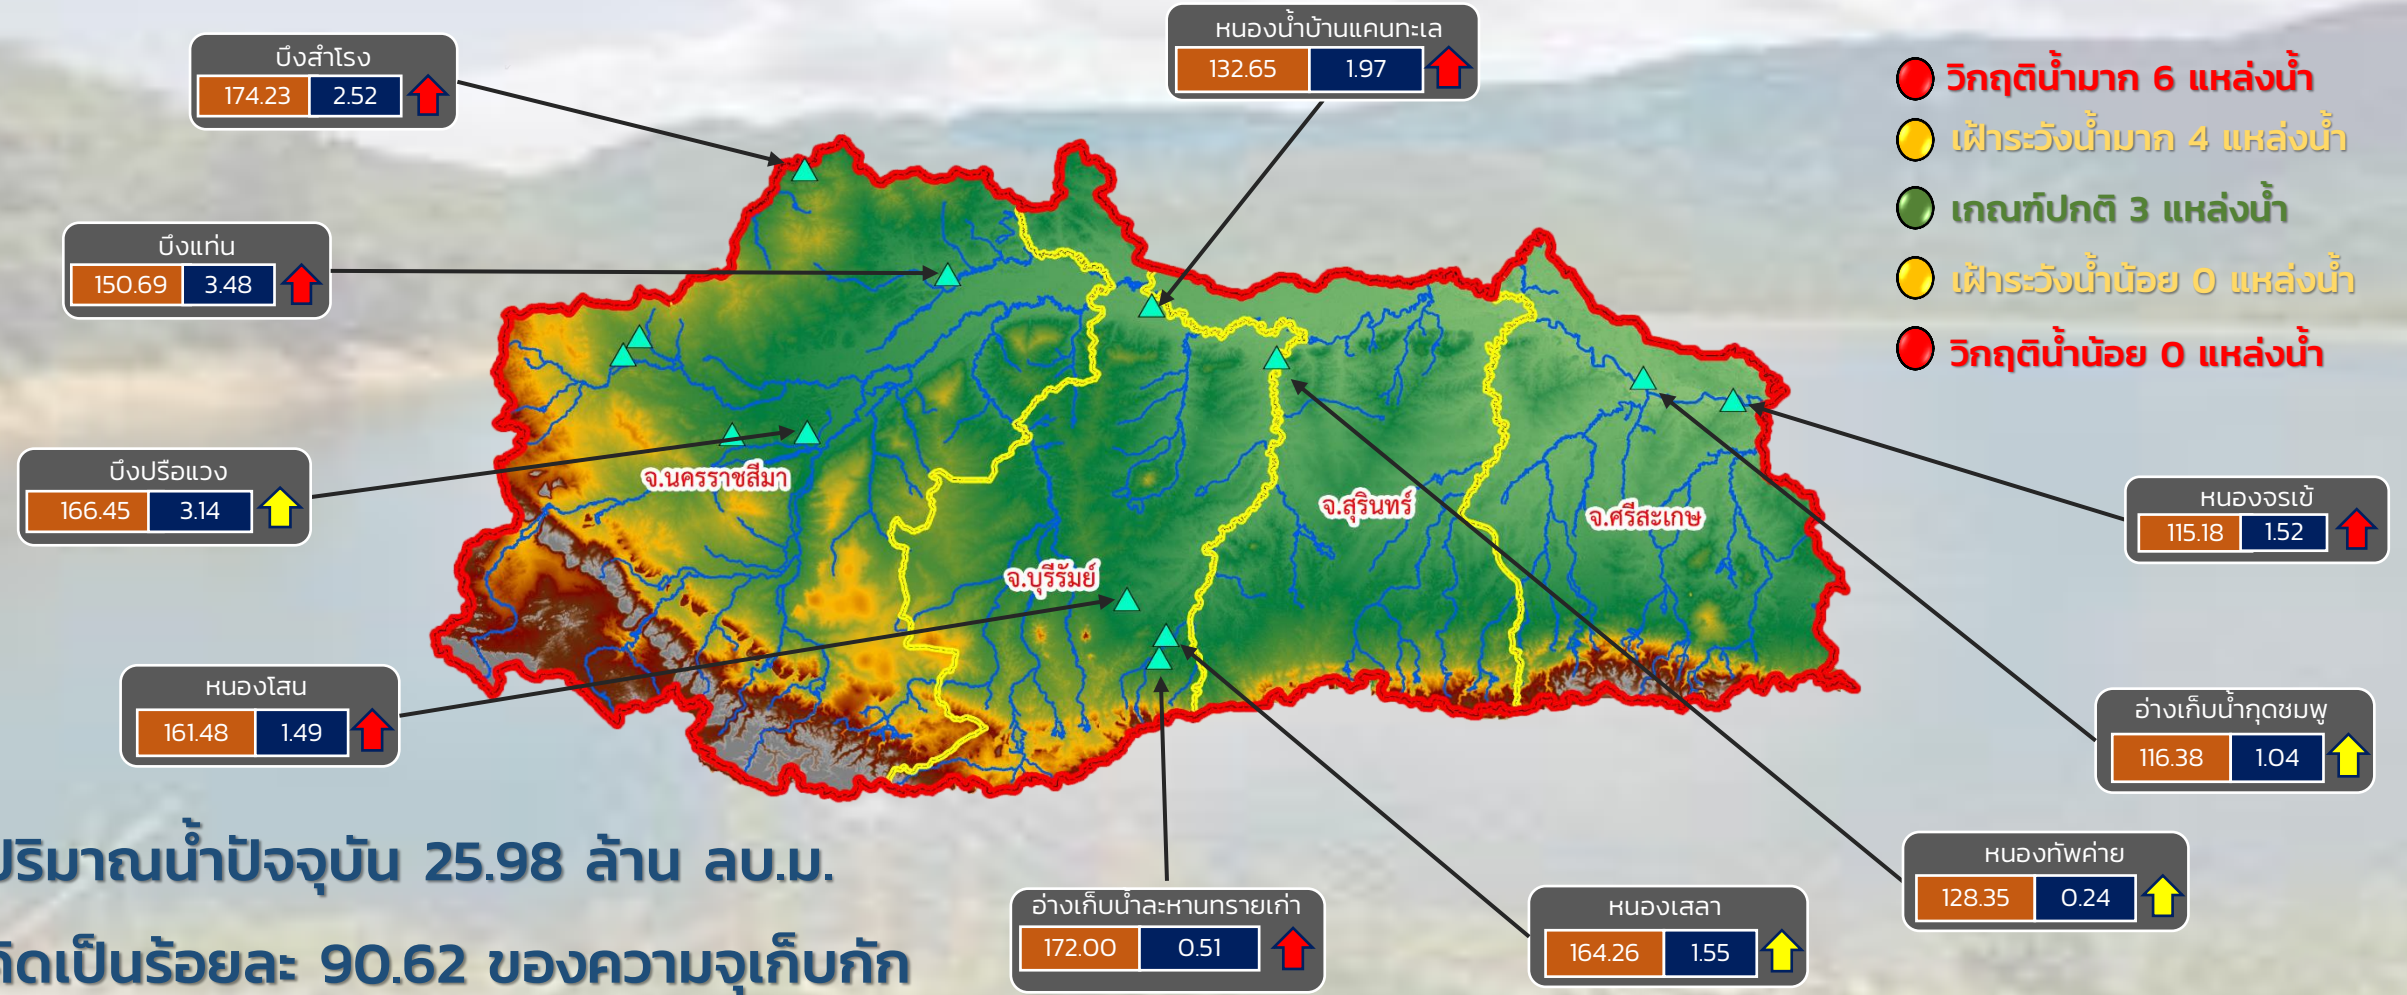 บึงสำโรง
174.23 2.52
หนองน้ำบ้านแคนทะเล
132.65 1.97
วิกฤติน้ำมาก 6 แหล่งน้ำ
เฝ้าระวังน้ำมาก 4 แหล่งน้ำ
เกณฑ์ปกติ 3 แหล่งน้ำ
เฝ้าระวังน้ำน้อย 0 แหล่งน้ำ
วิกฤติน้ำน้อย 0 แหล่งน้ำ
บึงแท่น
150.69 3.48
บึงปรือแวง
166.45 3.14
จ.นครราชสีมา
จ.บุรีรัมย์
จ.สุรินทร์
จ.ศรีสะเกษ
หนองจรเข้
115.18 1.52
หนองโสน
161.48 1.49
อ่างเก็บน้ำกุดชมพู
116.38 1.04
หนองทัพค่าย
128.35 0.24
อ่างเก็บน้ำละหานทรายเก่า
172.00 0.51
หนองเสลา
164.26 1.55
ปริมาณน้ำปัจจุบัน 25.98 ล้าน ลบ.ม.
คิดเป็นร้อยละ 90.62 ของความจุเก็บกัก